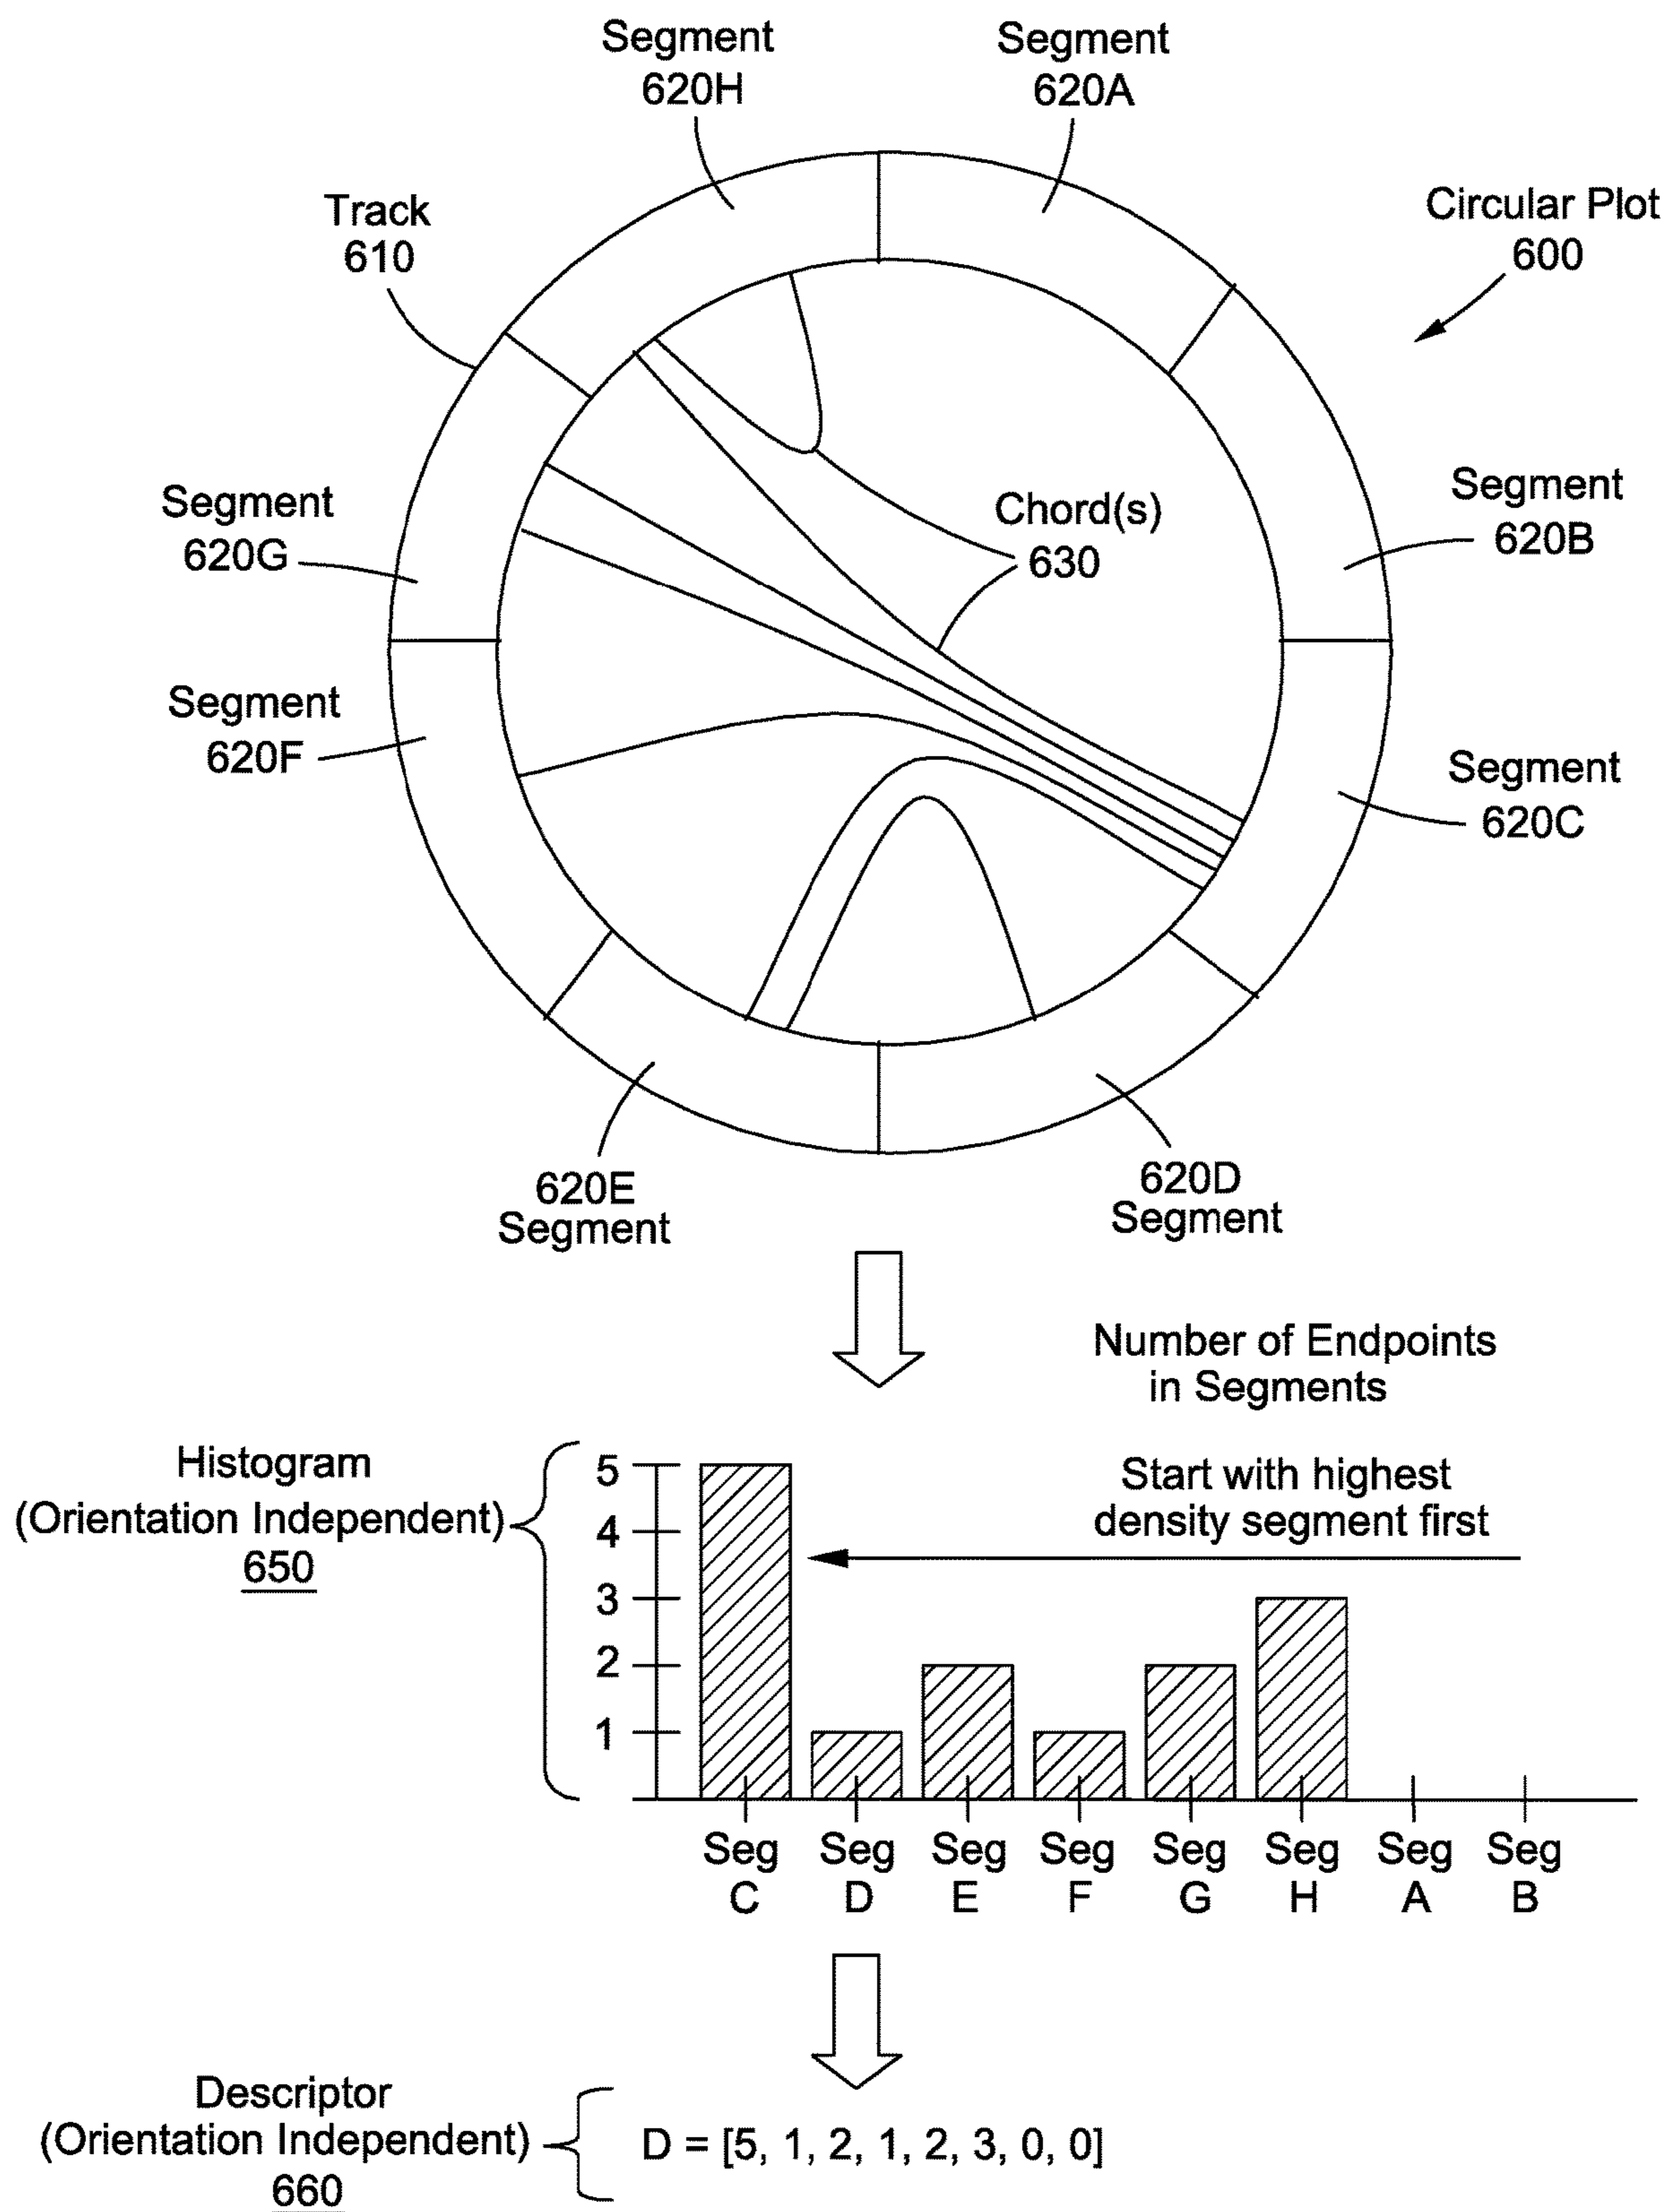 Segment
620H
Segment
620A
Track
610
Circular Plot
600
Segment
620G
Chord(s)
630
Segment
620B
Segment
620F
Segment
620C
620E
Segment
620D
Segment
Number of Endpoints
in Segments
Histogram
(Orientation Independent)
650
5
4
3
2
1
Start with highest
density segment first
Seg
C
Seg
D
Seg
E
Seg
F
Seg
G
Seg
H
Seg
A
Seg
B
Descriptor
(Orientation Independent)
660
D = [5, 1, 2, 1, 2, 3, 0, 0]